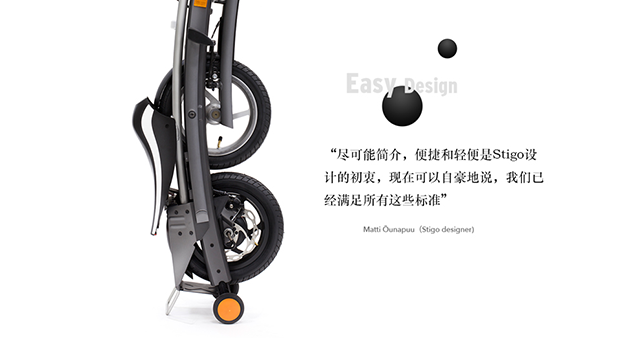 Easy Design
“尽可能简介，便捷和轻便是Stigo设
计的初衷，现在可以自豪地说，我们已
经满足所有这些标准”
Matti Õunapuu（Stigo designer)